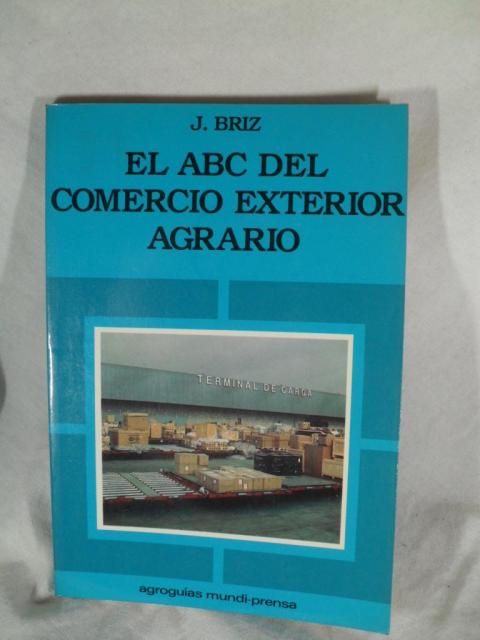 J. BRIZ
EL ABC DEL
COMERCIO EXTERIOR
AGRARIO
TERMINAL DE CARGA
agroguías mundi-prensa